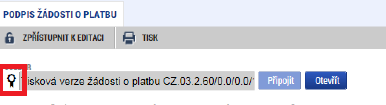 PODPIS ŽÁDOSTI O PLATBU
ZPŘÍSTUPNIT K EDITACI TISK
isková verze žádosti o platbu CZ.03.2.60/0.0/0.0/1 Připojit Otevřít